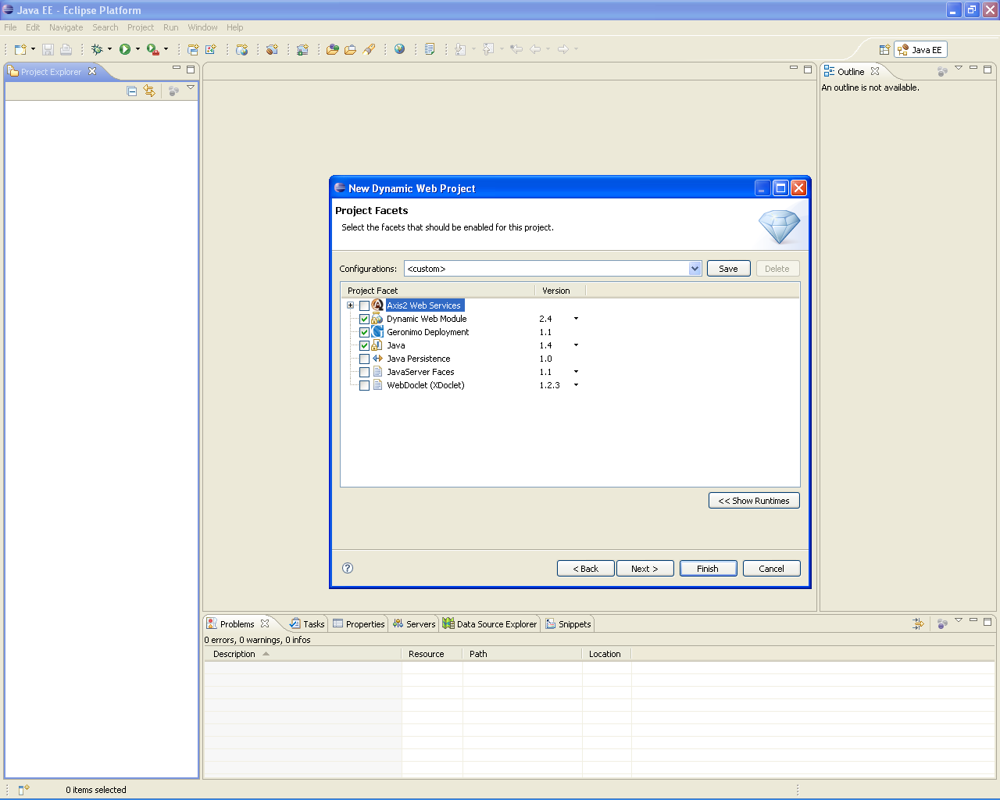 Java EE - Eclipse Platform
File Edit Navigate Search Project Run Window Help
Java EE
Project Explorer
Outline
An outline is not available.
New Dynamic Web Project
Project Facets
Select the facets that should be enabled for this project.
Configurations: <custom> Save Delete
Project Facet Version
Axis2 Web Services
Dynamic Web Module 2.4
Geronimo Deployment 1.1
Java 1.4
Java Persistence 1.0
JavaServer Faces 1.1
WebDoclet (XDoclet) 1.2.3
<< Show Runtimes
< Back Next > Finish Cancel
Problems Tasks Properties Servers Data Source Explorer Snippets
0 errors, 0 warnings, 0 infos
Description Resource Path Location
0 items selected